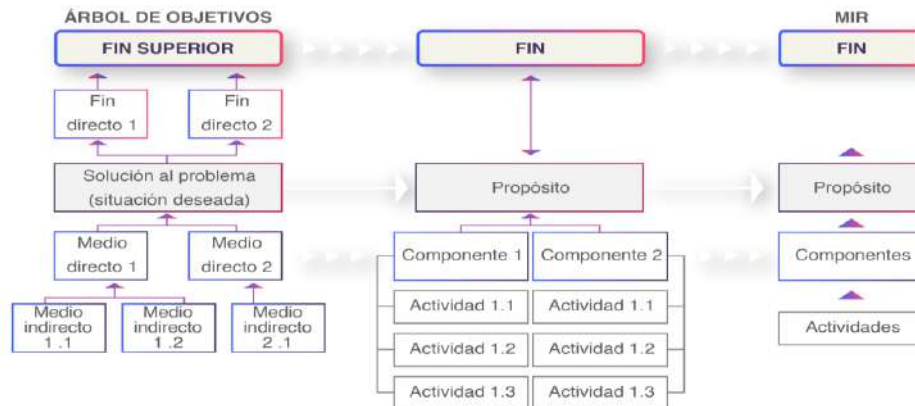 ÁRBOL DE OBJETIVOS
MIR
FIN SUPERIOR
FIN
FIN
Fin
directo 1
Fin
directo 2
Solución al problema
(situación deseada)
Propósito
Propósito
Medio
directo 1
Medio
directo 2
Componente 1
Componente 2
Componentes
Medio
indirecto
1 .1
Medio
indirecto
1 .2
Medio
indirecto
2 .1
Actividad 1.1
Actividad 1.1
Actividades
Actividad 1.2
Actividad 1.2
Actividad 1.3
Actividad 1.3